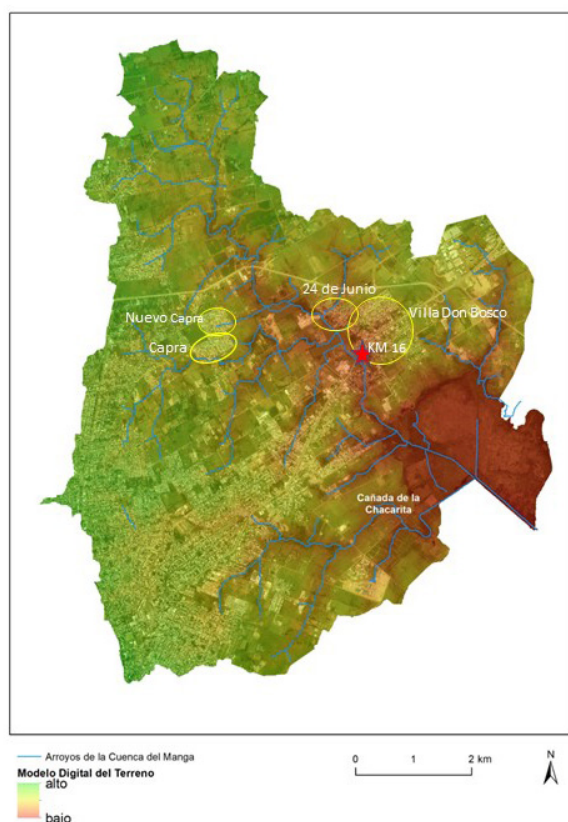 24 de Junio
Nuevo Capra
Villa Don Bosco
Capra
KM 16
Cañada de la
Chacarita
Arroyos de la Cuenca del Manga
Modelo Digital del Terreno
alto
bajo
0 1 2 km
N